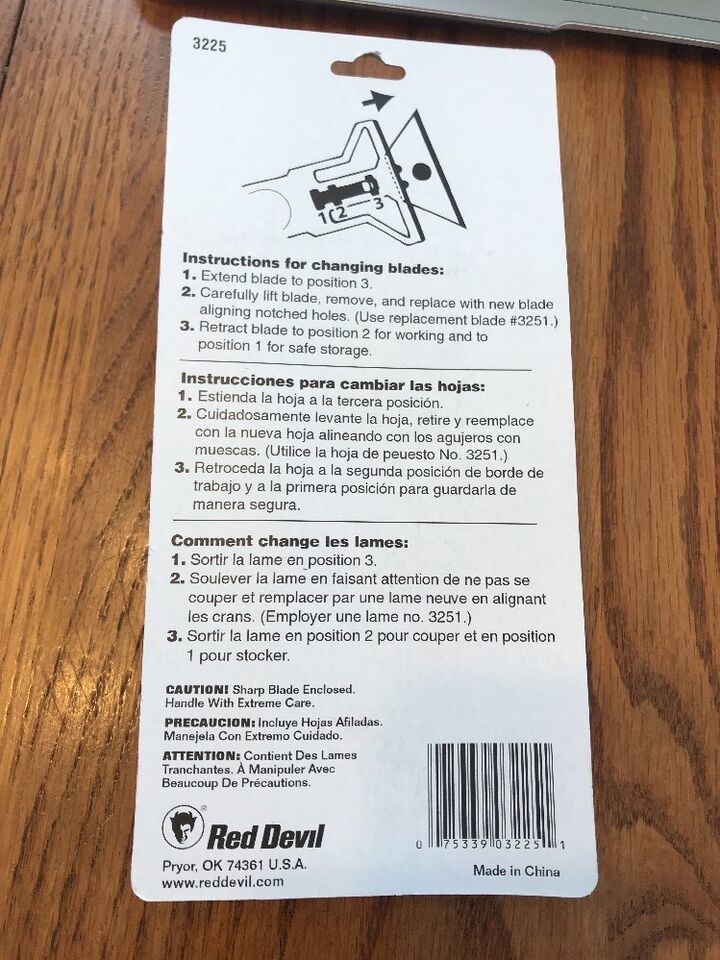 3225
1 2 3
Instructions for changing blades:
1. Extend blade to position 3.
2. Carefully lift blade, remove, and replace with new blade
aligning notched holes. (Use replacement blade #3251.)
3. Retract blade to position 2 for working and to
position 1 for safe storage.
Instrucciones para cambiar las hojas:
1. Estienda la hoja a la tercera posición.
2. Cuidadosamente levante la hoja, retire y reemplace
con la nueva hoja alineando con los agujeros con
muescas. (Utilice la hoja de peuesto No. 3251.)
3. Retroceda la hoja a la segunda posición de borde de
trabajo y a la primera posición para guardarla de
manera segura.
Comment change les lames:
1. Sortir la lame en position 3.
2. Soulever la lame en faisant attention de ne pas se
couper et remplacer par une lame neuve en alignant
les crans. (Employer une lame no. 3251.)
3. Sortir la lame en position 2 pour couper et en position
1 pour stocker.
CAUTION! Sharp Blade Enclosed.
Handle With Extreme Care.
PRECAUCION: Incluye Hojas Afiladas.
Manejela Con Extremo Cuidado.
ATTENTION: Contient Des Lames
Tranchantes. À Manipuler Avec
Beaucoup De Précautions.
® Red Devil
Pryor, OK 74361 U.S.A.
www.reddevil.com
0 75339 03225 1
Made in China